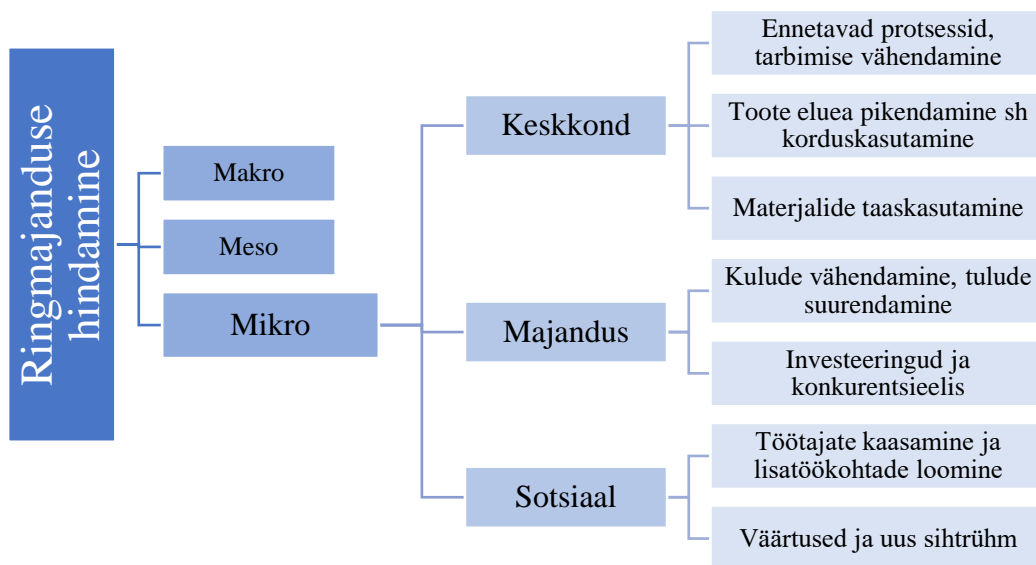 Ringmajanduse
hindamine
Makro
Meso
Mikro
Keskkond
Ennetavad protsessid,
tarbimise vähendamine
Toote eluea pikendamine sh
korduskasutamine
Materjalide taaskasutamine
Majandus
Kulude vähendamine, tulude
suurendamine
Investeeringud ja
konkurentsieelis
Sotsiaal
Töötajate kaasamine ja
lisatöökohtade loomine
Väärtused ja uus sihtrühm